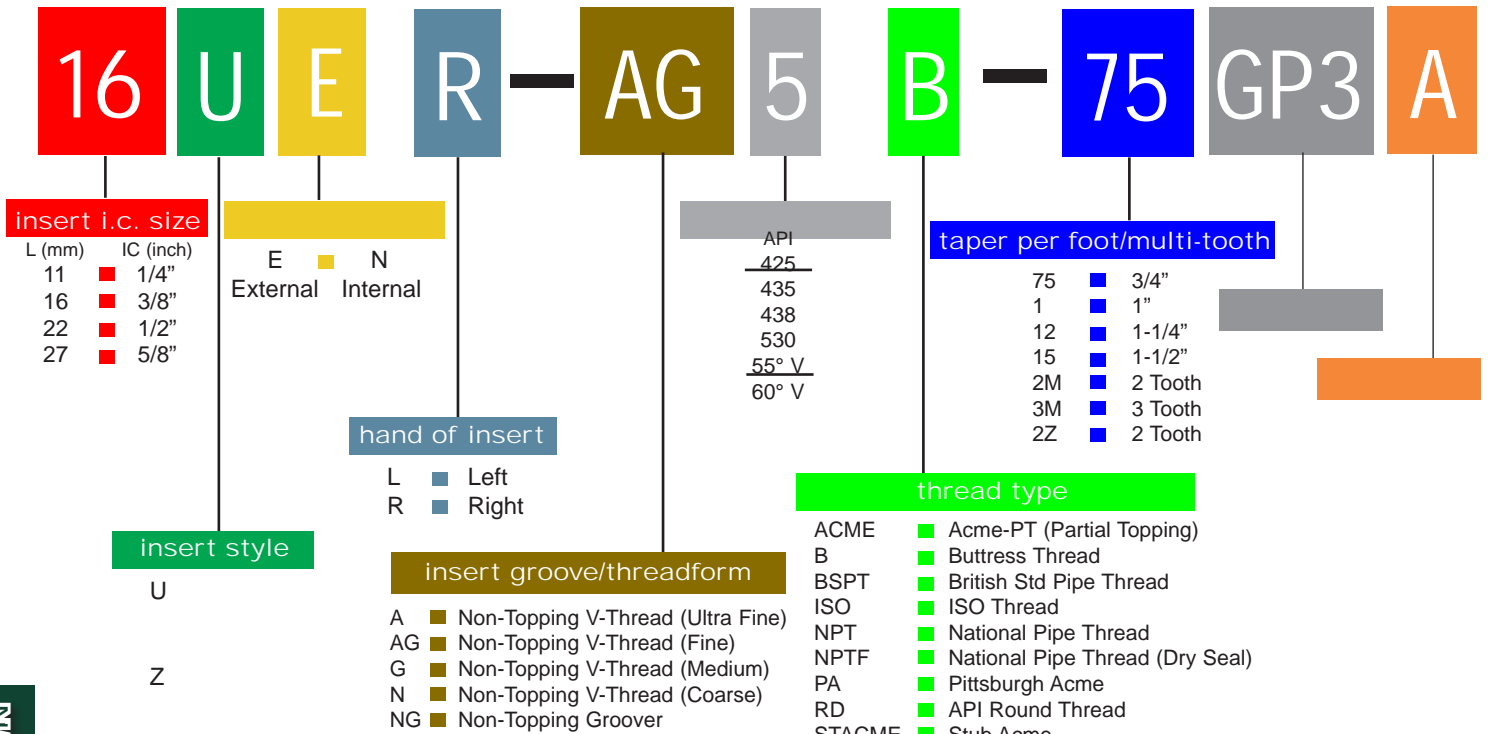 16 U E R - AG 5 B - 75 GP3 A
insert i.c. size
L (mm) IC (inch)
11 1/4”
16 3/8”
22 1/2”
27 5/8”
E N
External Internal
API
425
435
438
530
55° V
60° V
taper per foot/multi-tooth
75 3/4”
1 1”
12 1-1/4”
15 1-1/2”
2M 2 Tooth
3M 3 Tooth
2Z 2 Tooth
hand of insert
L Left
R Right
insert style
U
Z
insert groove/threadform
A Non-Topping V-Thread (Ultra Fine)
AG Non-Topping V-Thread (Fine)
G Non-Topping V-Thread (Medium)
N Non-Topping V-Thread (Coarse)
NG Non-Topping Groover
thread type
ACME Acme-PT (Partial Topping)
B Buttress Thread
BSPT British Std Pipe Thread
ISO ISO Thread
NPT National Pipe Thread
NPTF National Pipe Thread (Dry Seal)
PA Pittsburgh Acme
RD API Round Thread
STACME Stub Acme